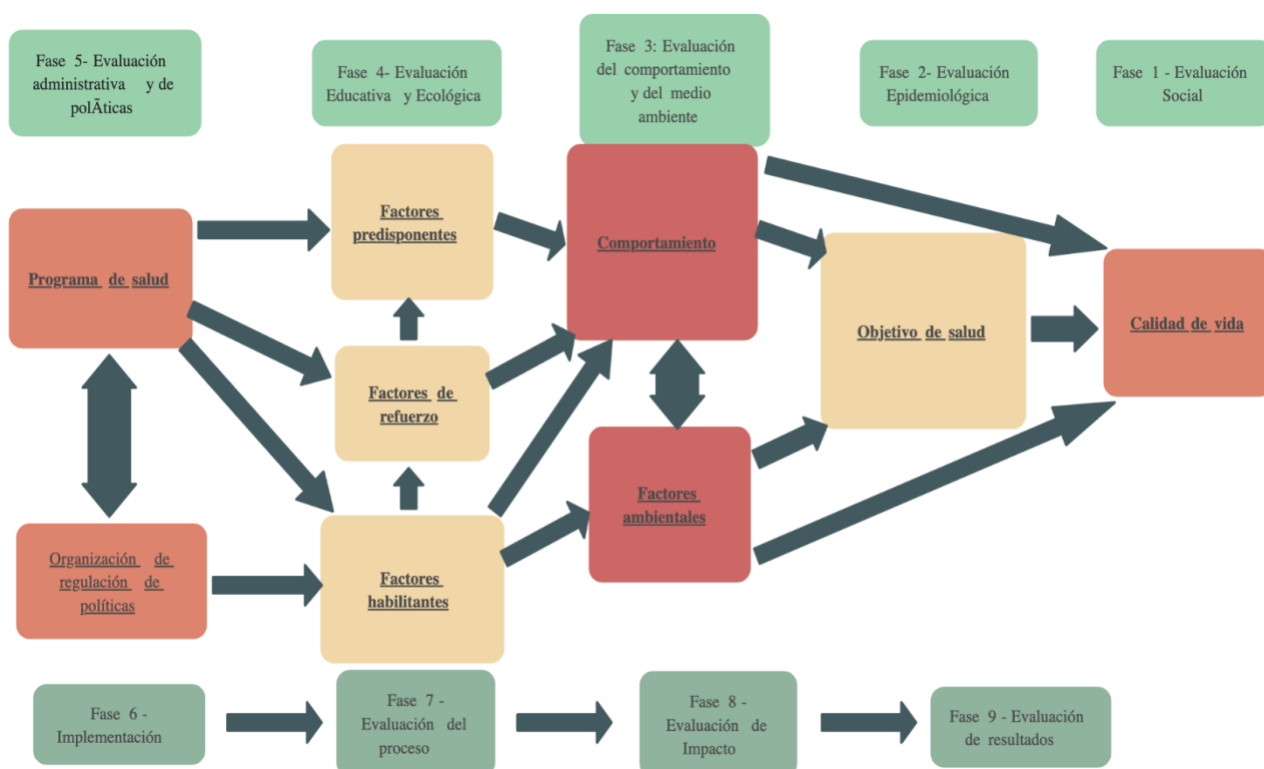 Fase 5- Evaluación
administrativa y de
polÃticas
Fase 4- Evaluación
Educativa y Ecológica
Fase 3: Evaluación
del comportamiento
y del medio
ambiente
Fase 2- Evaluación
Epidemiológica
Fase 1 - Evaluación
Social
Programa de salud
Factores
predisponentes
Comportamiento
Objetivo de salud
Calidad de vida
Factores de
refuerzo
Organización de
regulación de
políticas
Factores
habilitantes
Factores
ambientales
Fase 6 -
Implementación
Fase 7 -
Evaluación del
proceso
Fase 8 -
Evaluación de
Impacto
Fase 9 - Evaluación
de resultados